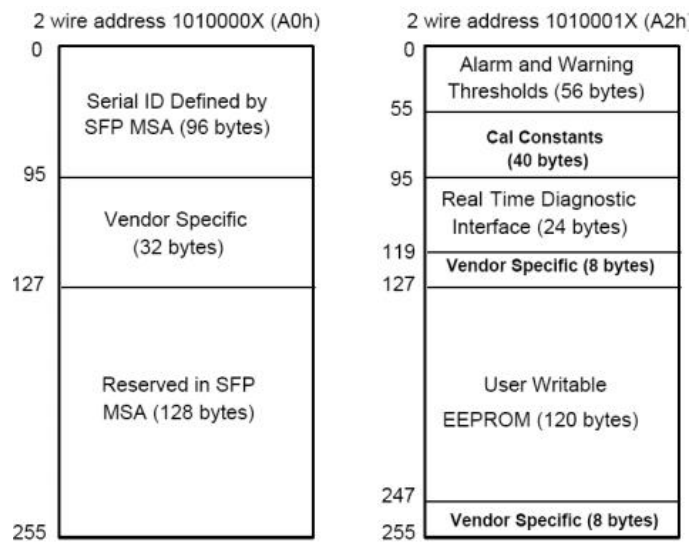 2 wire address 1010000X (A0h)
0
Serial ID Defined by
SFP MSA (96 bytes)
95
Vendor Specific
(32 bytes)
127
Reserved in SFP
MSA (128 bytes)
255
2 wire address 1010001X (A2h)
0
Alarm and Warning
Thresholds (56 bytes)
55
Cal Constants
(40 bytes)
95
Real Time Diagnostic
Interface (24 bytes)
119
Vendor Specific (8 bytes)
127
User Writable
EEPROM (120 bytes)
247
Vendor Specific (8 bytes)
255